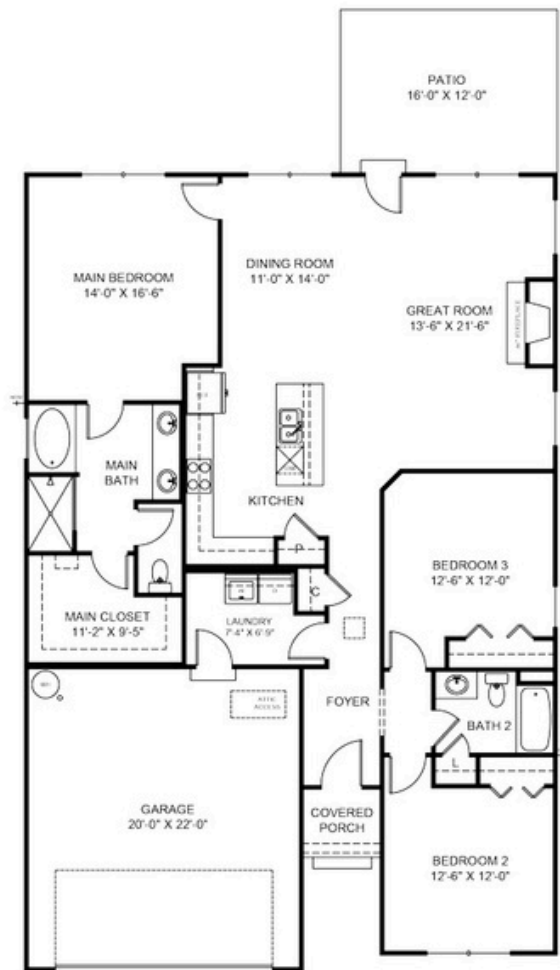 PATIO
16'-0" X 12'-0"
MAIN BEDROOM
14'-0" X 16'-6"
DINING ROOM
11'-0" X 14'-0"
GREAT ROOM
13'-6" X 21'-6"
FIREPLACE
MAIN
BATH
KITCHEN
P
BEDROOM 3
12'-6" X 12'-0"
MAIN CLOSET
11'-2" X 9'-5"
LAUNDRY
7'-4" X 6'-9"
C
ATTIC
ACCESS
FOYER
BATH 2
L
GARAGE
20'-0" X 22'-0"
COVERED
PORCH
BEDROOM 2
12'-6" X 12'-0"